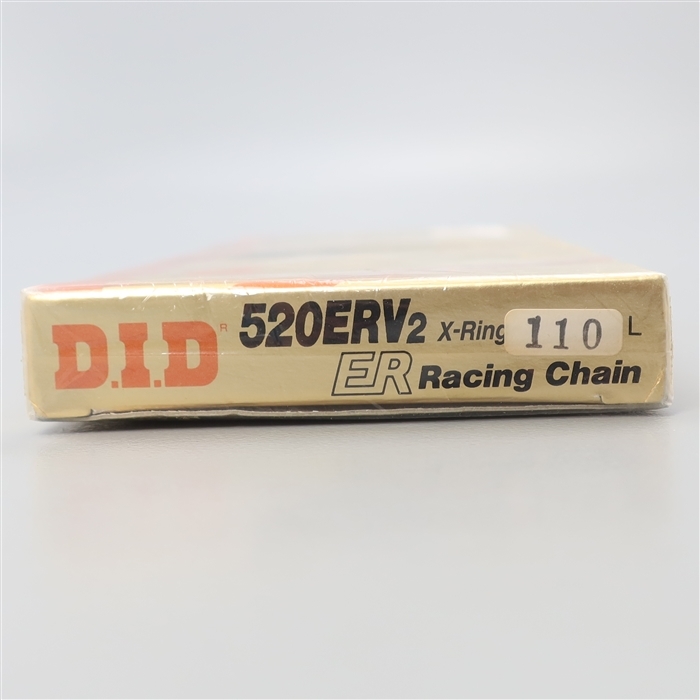 D.I.D R 520ERV2 X-Ring 110 L
ER Racing Chain